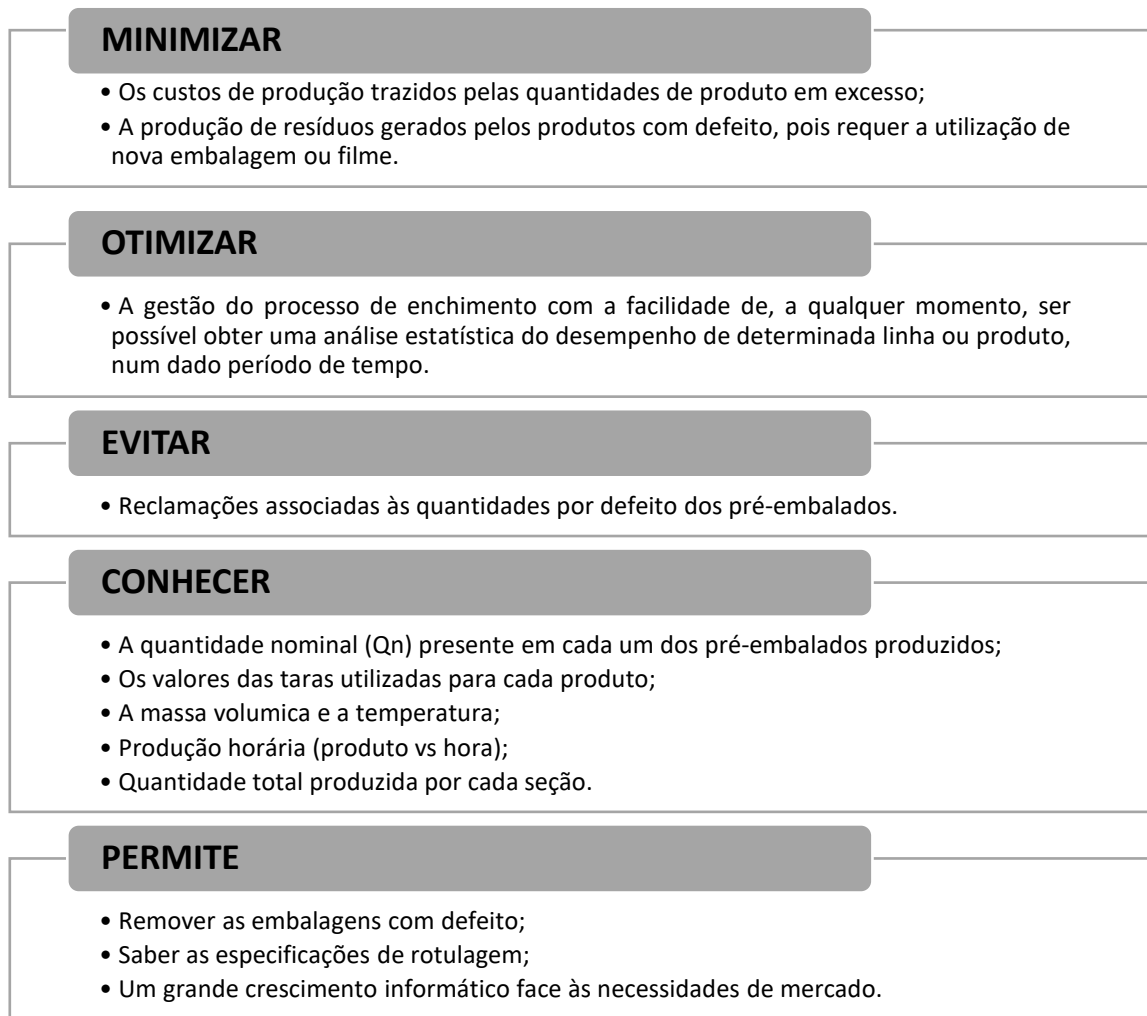 MINIMIZAR
• Os custos de produção trazidos pelas quantidades de produto em excesso;
• A produção de resíduos gerados pelos produtos com defeito, pois requer a utilização de
nova embalagem ou filme.
OTIMIZAR
• A gestão do processo de enchimento com a facilidade de, a qualquer momento, ser
possível obter uma análise estatística do desempenho de determinada linha ou produto,
num dado período de tempo.
EVITAR
• Reclamações associadas às quantidades por defeito dos pré-embalados.
CONHECER
• A quantidade nominal (Qn) presente em cada um dos pré-embalados produzidos;
• Os valores das taras utilizadas para cada produto;
• A massa volumica e a temperatura;
• Produção horária (produto vs hora);
• Quantidade total produzida por cada seção.
PERMITE
• Remover as embalagens com defeito;
• Saber as especificações de rotulagem;
• Um grande crescimento informático face às necessidades de mercado.